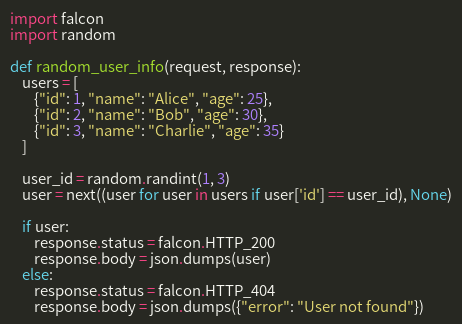 import falcon
import random

def random_user_info(request, response):
    users = [
        {"id": 1, "name": "Alice", "age": 25},
        {"id": 2, "name": "Bob", "age": 30},
        {"id": 3, "name": "Charlie", "age": 35}
    ]

    user_id = random.randint(1, 3)
    user = next((user for user in users if user['id'] == user_id), None)

    if user:
        response.status = falcon.HTTP_200
        response.body = json.dumps(user)
    else:
        response.status = falcon.HTTP_404
        response.body = json.dumps({"error": "User not found"})